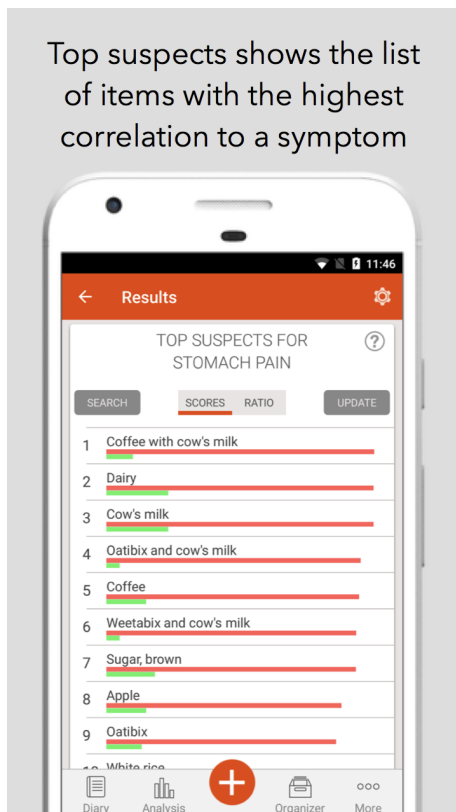 Top suspects shows the list
of items with the highest
correlation to a symptom
11:46
Results
TOP SUSPECTS FOR
STOMACH PAIN
?
SEARCH
SCORES RATIO
UPDATE
1 Coffee with cow's milk
2 Dairy
3 Cow's milk
4 Oatibix and cow's milk
5 Coffee
6 Weetabix and cow's milk
7 Sugar, brown
8 Apple
9 Oatibix
10 White rice
Diary Analysis Organizer More